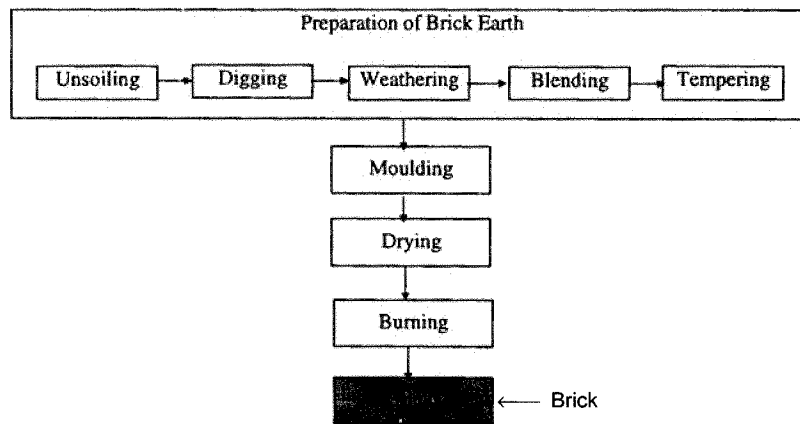 Preparation of Brick Earth
Unsoiling
Digging
Weathering
Blending
Tempering
Moulding
Drying
Burning
Brick